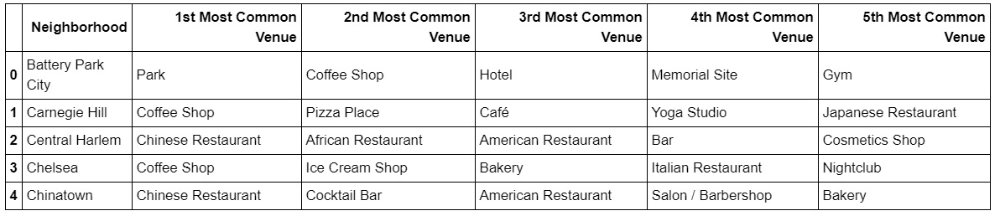 Neighborhood 1st Most Common Venue 2nd Most Common Venue 3rd Most Common Venue 4th Most Common Venue 5th Most Common Venue
0 Battery Park City Park Coffee Shop Hotel Memorial Site Gym
1 Carnegie Hill Coffee Shop Pizza Place Café Yoga Studio Japanese Restaurant
2 Central Harlem Chinese Restaurant African Restaurant American Restaurant Bar Cosmetics Shop
3 Chelsea Coffee Shop Ice Cream Shop Bakery Italian Restaurant Nightclub
4 Chinatown Chinese Restaurant Cocktail Bar American Restaurant Salon / Barbershop Bakery